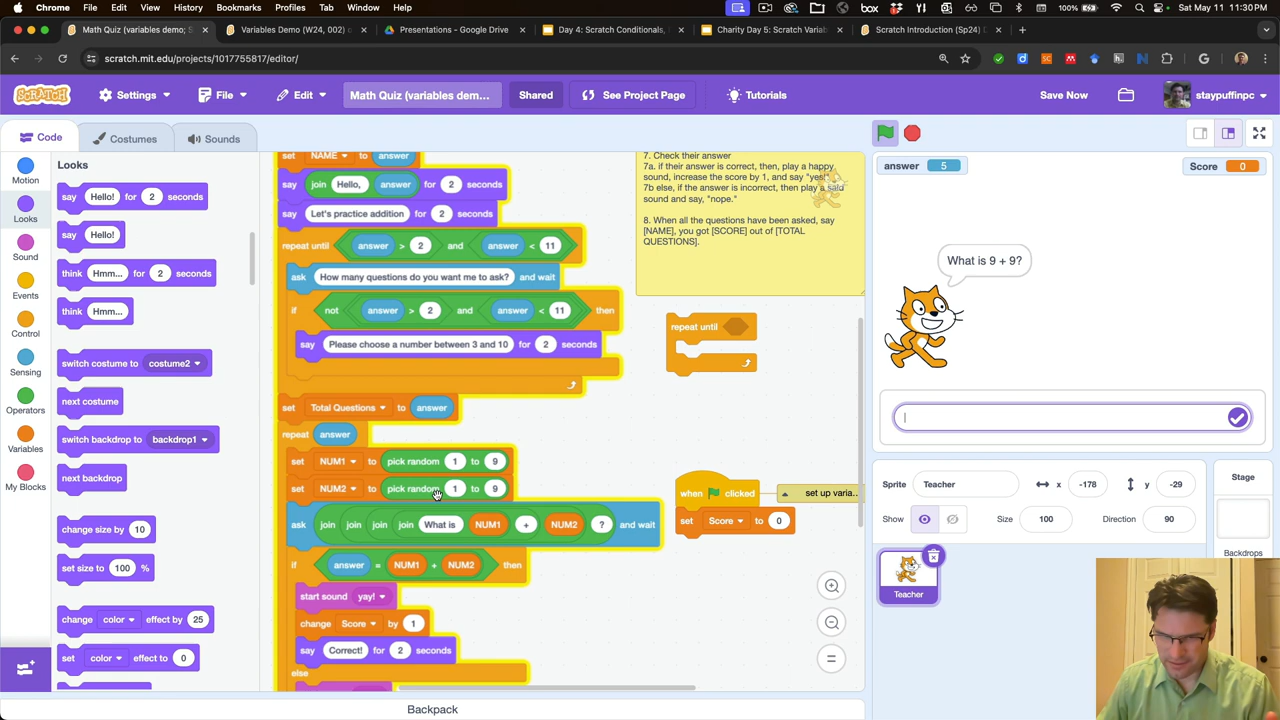 Chrome File Edit View History Bookmarks Profiles Tab Window Help
box 100% Sat May 11 11:30 PM
Math Quiz (variables demo; S
Variables Demo (W24, 002) o
Presentations - Google Drive
Day 4: Scratch Conditionals,
Charity Day 5: Scratch Variab
Scratch Introduction (Sp24)
scratch.mit.edu/projects/1017755817/editor/
SCRATCH Settings File Edit Math Quiz (variables dem... Shared See Project Page Tutorials Save Now staypuffinpc
Code Costumes Sounds
Motion
Looks
Sound
Events
Control
Sensing
Operators
Variables
My Blocks
Looks
say Hello! for 2 seconds
say Hello!
think Hmm... for 2 seconds
think Hmm...
switch costume to costume2
next costume
switch backdrop to backdrop1
next backdrop
change size by 10
set size to 100 %
change color effect by 25
set color effect to 0
set NAME to answer
say join Hello, answer for 2 seconds
say Let's practice addition for 2 seconds
repeat until answer > 2 and answer < 11
ask How many questions do you want me to ask? and wait
if not answer > 2 and answer < 11 then
say Please choose a number between 3 and 10 for 2 seconds
set Total Questions to answer
repeat answer
set NUM1 to pick random 1 to 9
set NUM2 to pick random 1 to 9
ask join join join join What is NUM1 + NUM2 ? and wait
if answer = NUM1 + NUM2 then
start sound yay!
change Score by 1
say Correct! for 2 seconds
else
7. Check their answer
7a. if their answer is correct, then, play a happy
sound, increase the score by 1, and say "yes!"
7b else, if the answer is incorrect, then play a said
sound and say, "nope."
8. When all the questions have been asked, say
[NAME], you got [SCORE] out of [TOTAL
QUESTIONS].
repeat until
when clicked
set up varia..
set Score to 0
answer 5
Score 0
What is 9 + 9?
Sprite Teacher x -178 y -29
Show Size 100 Direction 90
Teacher
Stage
Backdrops
Backpack